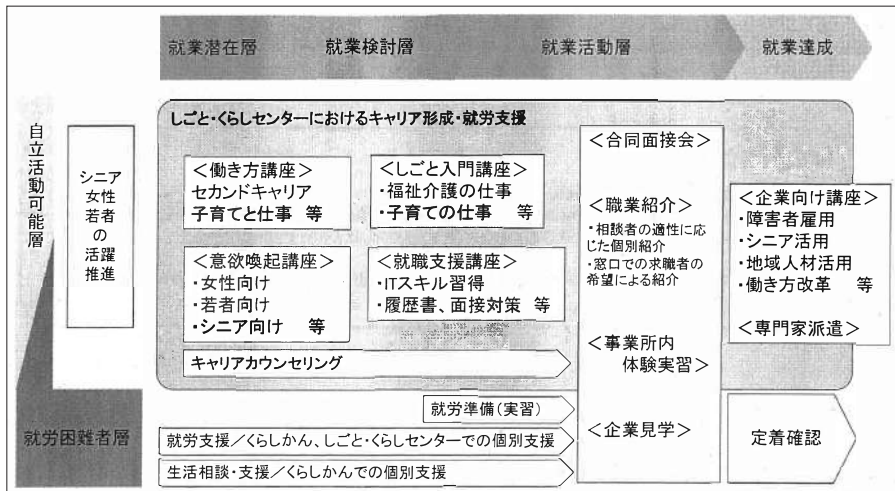 就業潜在層
就業検討層
就業活動層
就業達成
自立活動可能層
シニア
女性
若者
の
活躍
推進
就労困難者層
しごと・くらしセンターにおけるキャリア形成・就労支援
＜働き方講座＞
セカンドキャリア
子育てと仕事　等
＜しごと入門講座＞
・福祉介護の仕事
・子育ての仕事　等
＜意欲喚起講座＞
・女性向け
・若者向け
・シニア向け　等
＜就職支援講座＞
・ITスキル習得
・履歴書、面接対策　等
キャリアカウンセリング
就労準備（実習）
就労支援／くらしかん、しごと・くらしセンターでの個別支援
生活相談・支援／くらしかんでの個別支援
＜合同面接会＞
＜職業紹介＞
・相談者の適性に応
じた個別紹介
・窓口での求職者の
希望による紹介
＜事業所内
体験実習＞
＜企業見学＞
＜企業向け講座＞
・障害者雇用
・シニア活用
・地域人材活用
・働き方改革　等
＜専門家派遣＞
定着確認